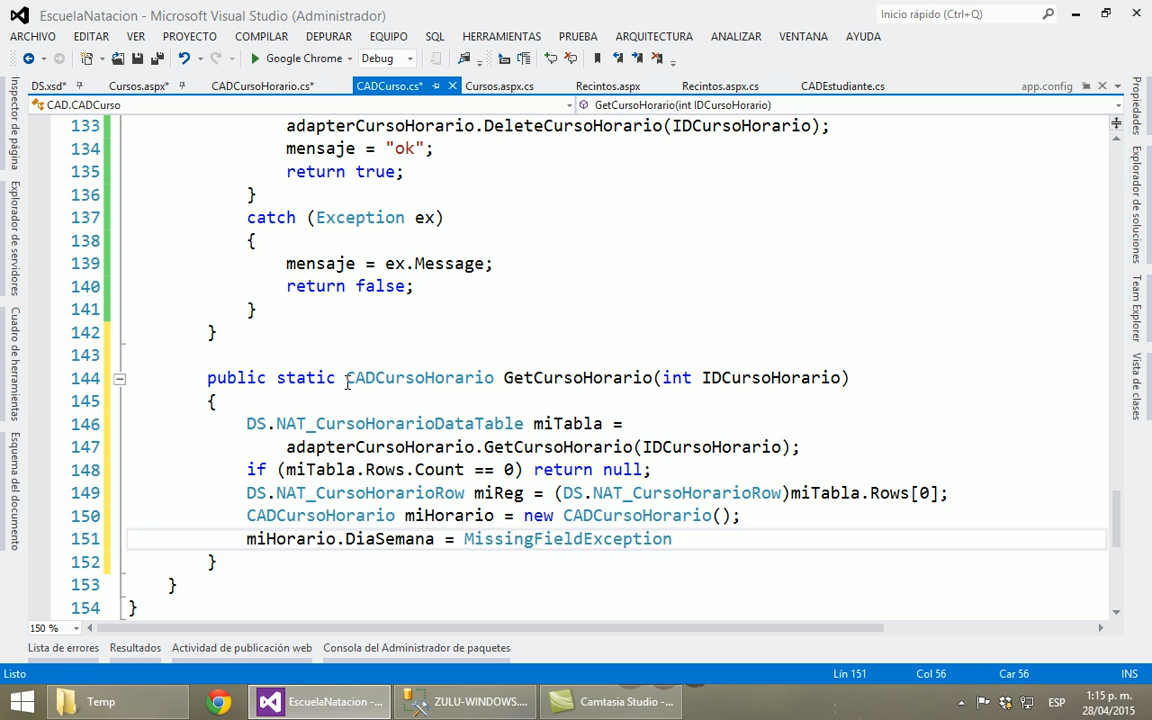 EscuelaNatacion - Microsoft Visual Studio (Administrador)
Inicio rápido (Ctrl+Q)
ARCHIVO EDITAR VER PROYECTO COMPILAR DEPURAR EQUIPO SQL HERRAMIENTAS PRUEBA ARQUITECTURA ANALIZAR VENTANA AYUDA
Google Chrome Debug
DS.xsd* Cursos.aspx* CADCursoHorario.cs* CADCurso.cs* Cursos.aspx.cs Recintos.aspx Recintos.aspx.cs CADEstudiante.cs app.config
CAD.CADCurso GetCursoHorario(int IDCursoHorario)
133 adapterCursoHorario.DeleteCursoHorario(IDCursoHorario);
134 mensaje = "ok";
135 return true;
136 }
137 catch (Exception ex)
138 {
139 mensaje = ex.Message;
140 return false;
141 }
142 }
143
144 public static CADCursoHorario GetCursoHorario(int IDCursoHorario)
145 {
146 DS.NAT_CursoHorarioDataTable miTabla =
147 adapterCursoHorario.GetCursoHorario(IDCursoHorario);
148 if (miTabla.Rows.Count == 0) return null;
149 DS.NAT_CursoHorarioRow miReg = (DS.NAT_CursoHorarioRow)miTabla.Rows[0];
150 CADCursoHorario miHorario = new CADCursoHorario();
151 miHorario.DiaSemana = MissingFieldException
152 }
153 }
154 }
150 %
Inspector de página
Explorador de servidores
Cuadro de herramientas
Esquema del documento
Propiedades
Explorador de soluciones
Team Explorer
Vista de clases
Lista de errores Resultados Actividad de publicación web Consola del Administrador de paquetes
Listo Lín 151 Col 56 Car 56 INS
Temp EscuelaNatacion -... ZULU-WINDOWS.... Camtasia Studio -... ESP 1:15 p. m.
28/04/2015